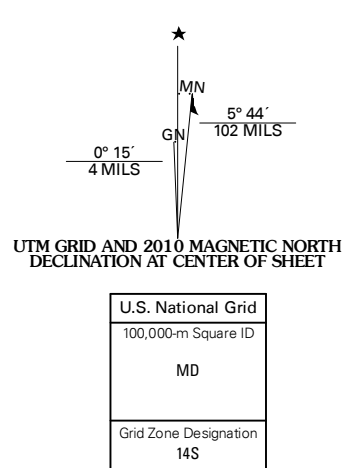 ★
MN
5° 44´
102 MILS
GN
0° 15´
4 MILS
UTM GRID AND 2010 MAGNETIC NORTH
DECLINATION AT CENTER OF SHEET
U.S. National Grid
100,000-m Square ID
MD
Grid Zone Designation
14S